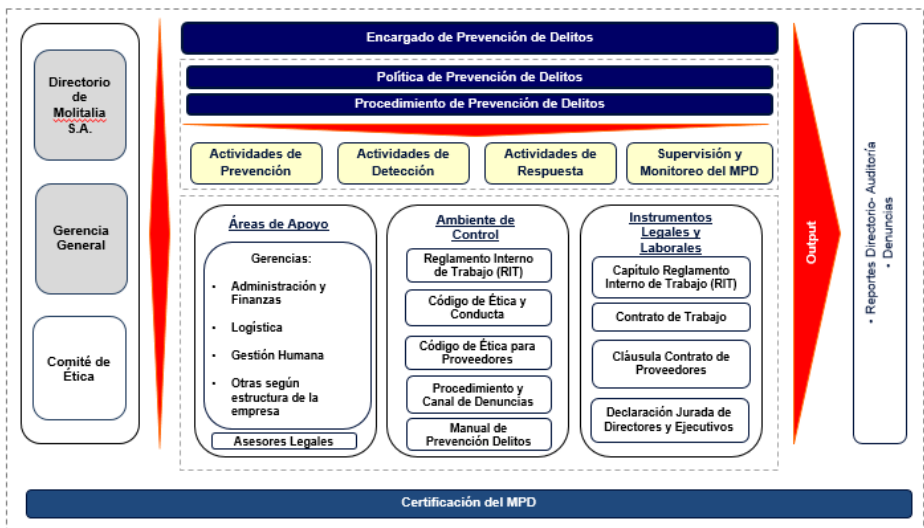 Directorio
de
Molitalia
S.A.
Gerencia
General
Comité de
Ética
Encargado de Prevención de Delitos
Política de Prevención de Delitos
Procedimiento de Prevención de Delitos
Actividades de
Prevención
Actividades de
Detección
Actividades de
Respuesta
Supervisión y
Monitoreo del MPD
Áreas de Apoyo
Gerencias:
• Administración y
Finanzas
• Logística
• Gestión Humana
• Otras según
estructura de la
empresa
Asesores Legales
Ambiente de
Control
Reglamento Interno
de Trabajo (RIT)
Código de Ética y
Conducta
Código de Ética para
Proveedores
Procedimiento y
Canal de Denuncias
Manual de
Prevención Delitos
Instrumentos
Legales y
Laborales
Capítulo Reglamento
Interno de Trabajo (RIT)
Contrato de Trabajo
Cláusula Contrato de
Proveedores
Declaración Jurada de
Directores y Ejecutivos
Output
• Reportes Directorio- Auditoría
• Denuncias
Certificación del MPD